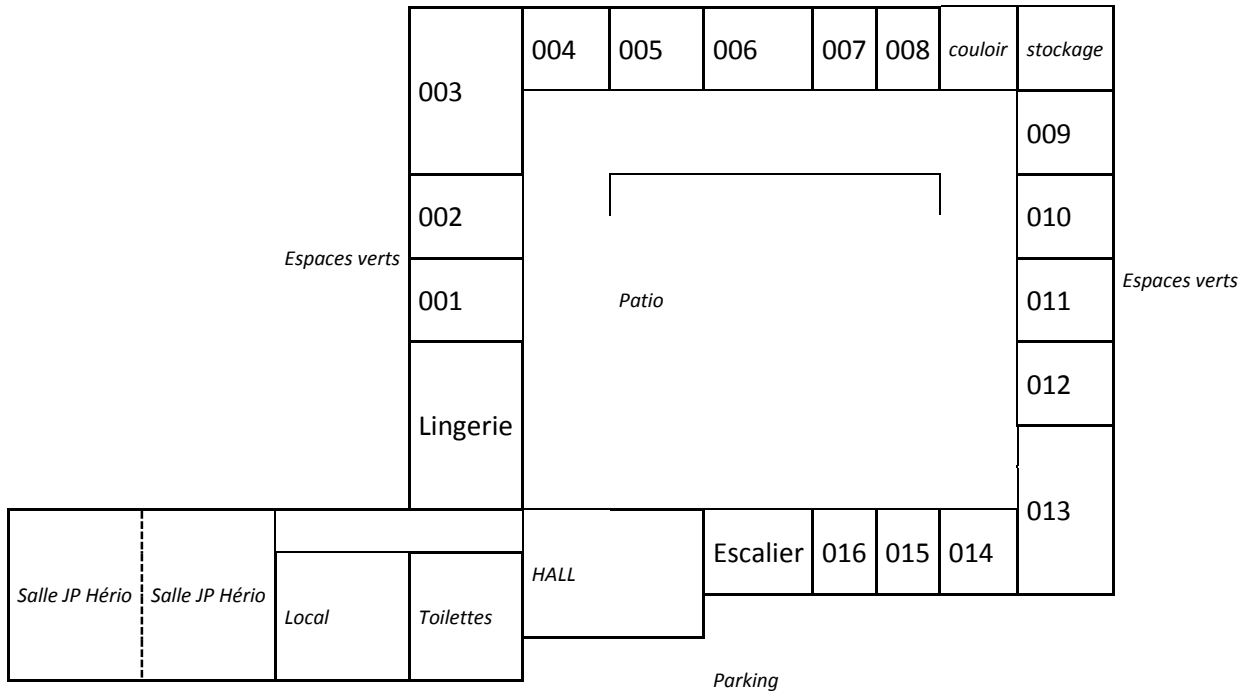 004
005
006
007
008
couloir
stockage
003
009
002
010
Espaces verts
001
Patio
011
Espaces verts
012
Lingerie
013
Escalier
016
015
014
HALL
Salle JP Hério
Salle JP Hério
Local
Toilettes
Parking